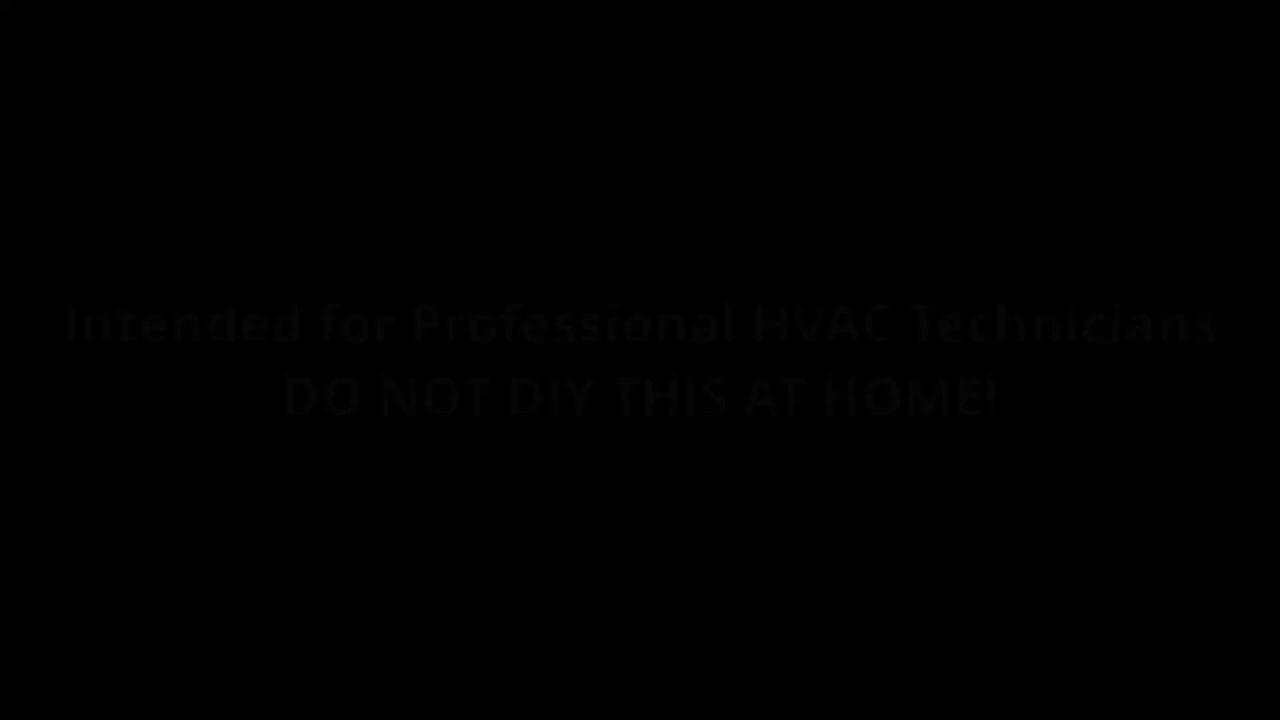 Intended for Professional HVAC Technicians
DO NOT DIY THIS AT HOME!